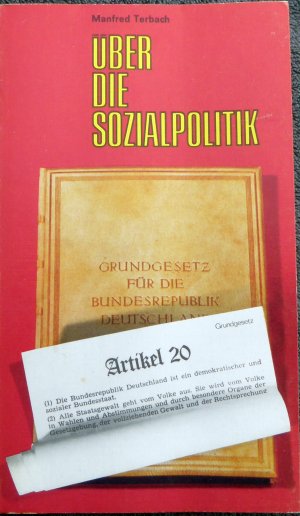 Manfred Terbach
ÜBER
DIE
SOZIALPOLITIK
GRUNDGESETZ
FÜR DIE
BUNDESREPUBLIK
DEUTSCHLAND
Grundgesetz
Artikel 20
(1) Die Bundesrepublik Deutschland ist ein demokratischer und
sozialer Bundesstaat.
(2) Alle Staatsgewalt geht vom Volke aus. Sie wird vom Volke
in Wahlen und Abstimmungen und durch besondere Organe der
Gesetzgebung, der vollziehenden Gewalt und der Rechtsprechung